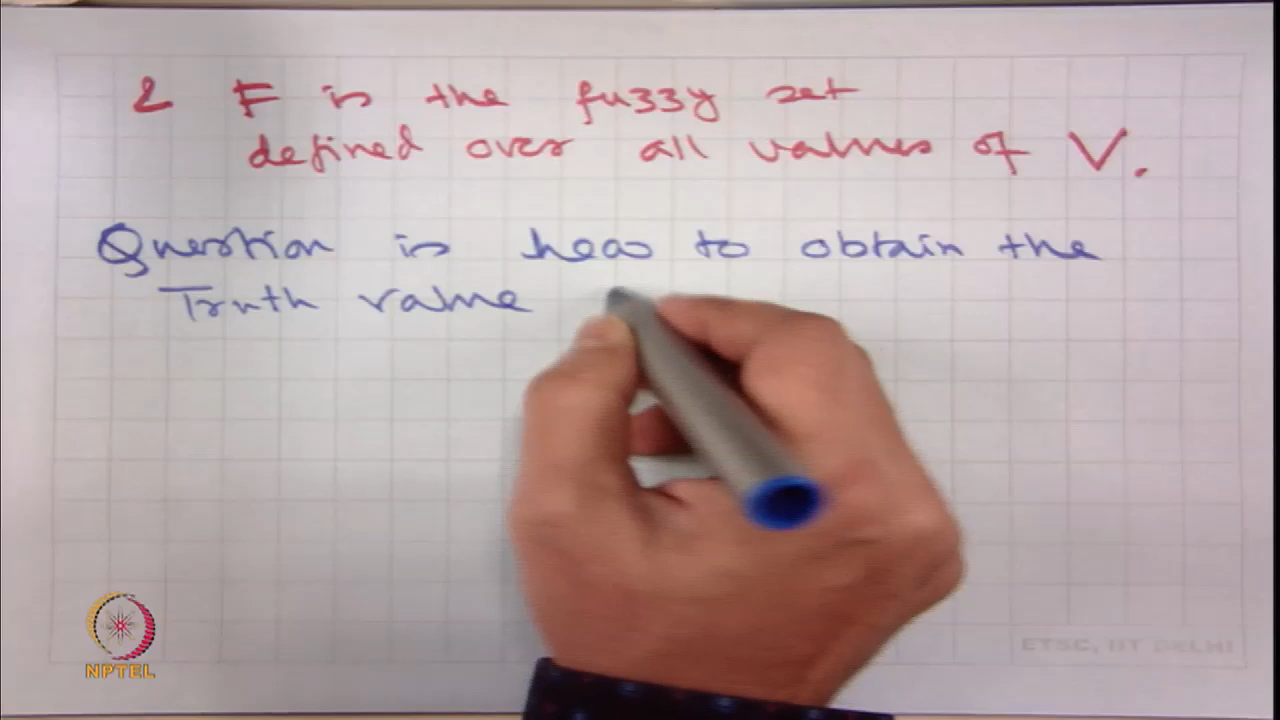 & F is the fuzzy set
defined over all values of V.
Question is how to obtain the
Truth value
NPTEL
ETSC, IIT DELHI